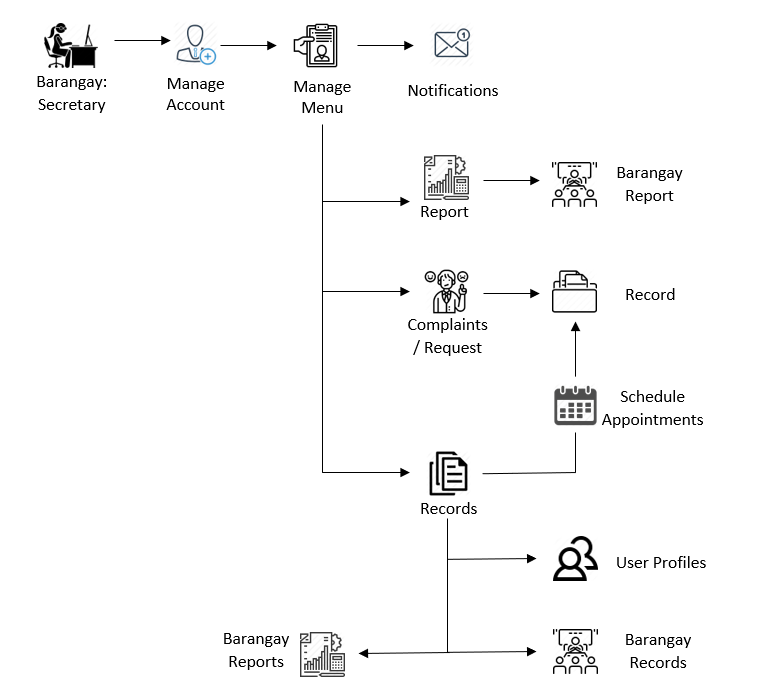 Barangay:
Secretary
Manage
Account
Manage
Menu
1
Notifications
Report
Barangay
Report
Complaints
/ Request
Record
Schedule
Appointments
Records
User Profiles
Barangay
Reports
Barangay
Records